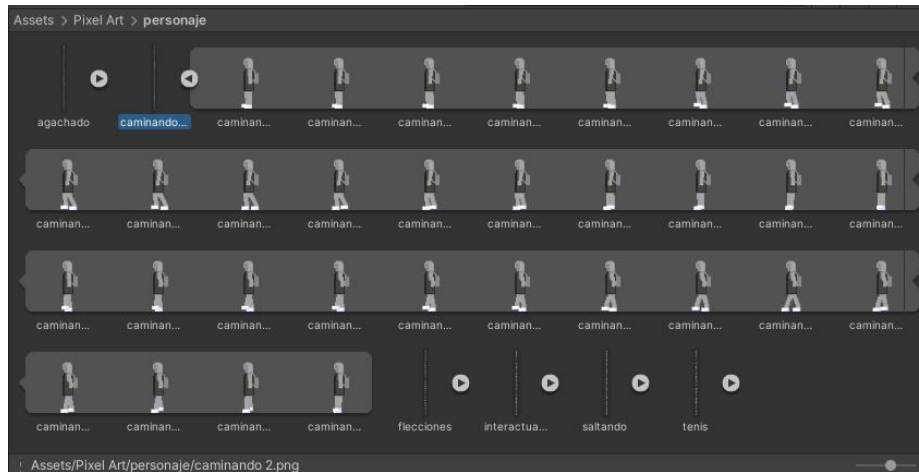 Assets > Pixel Art > personaje
agachado caminando... caminan... caminan... caminan... caminan... caminan... caminan... caminan... caminan...
caminan... caminan... caminan... caminan... caminan... caminan... caminan... caminan... caminan... caminan...
caminan... caminan... caminan... caminan... caminan... caminan... caminan... caminan... caminan... caminan...
caminan... caminan... caminan... caminan... flecciones interactua... saltando tenis
Assets/Pixel Art/personaje/caminando 2.png